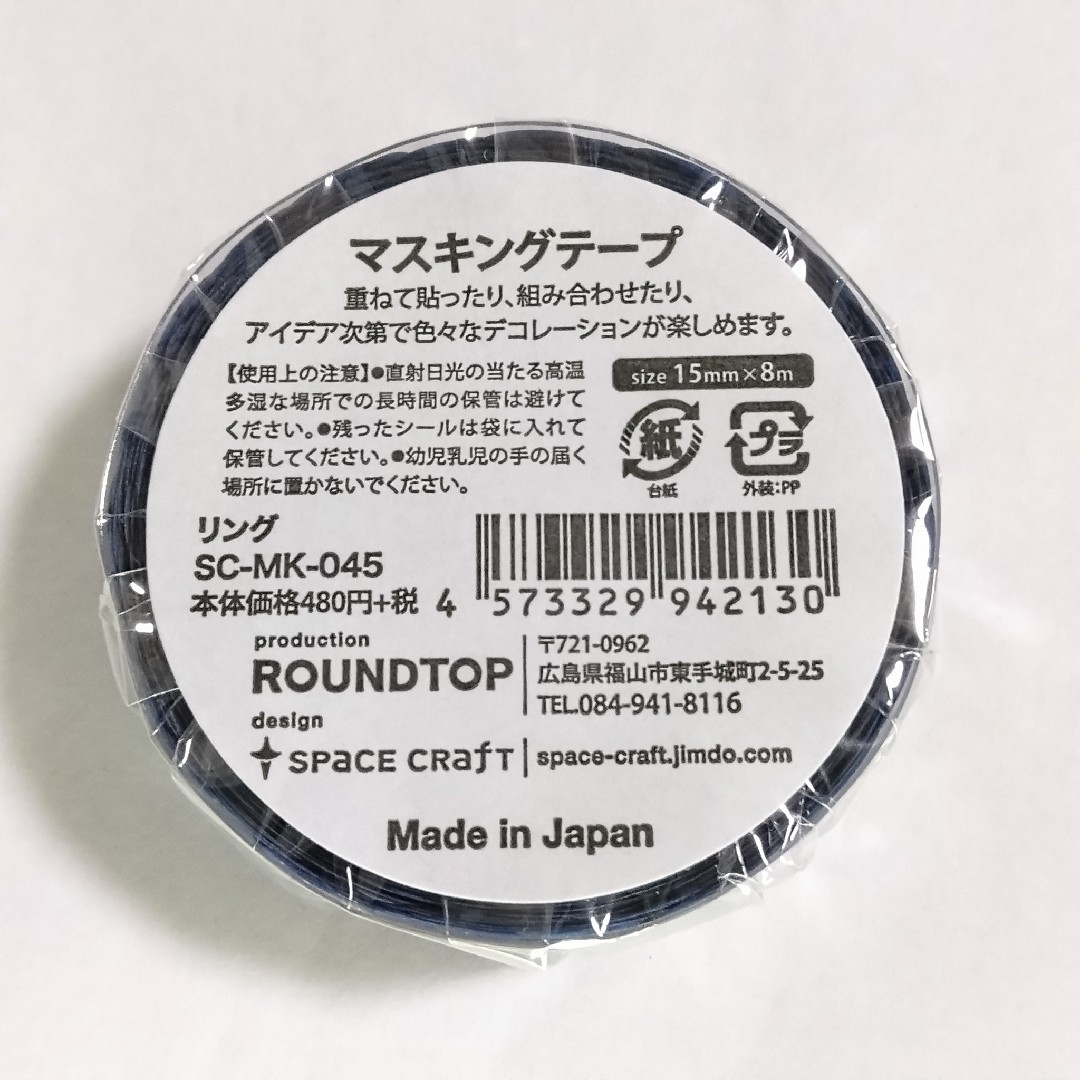 マスキングテープ
重ねて貼ったり、組み合わせたり、
アイデア次第で色々なデコレーションが楽しめます。
【使用上の注意】●直射日光の当たる高温
多湿な場所での長時間の保管は避けて
ください。●残ったシールは袋に入れて
保管してください。●幼児乳児の手の届く
場所に置かないでください。
size 15mm×8m
紙
台紙
プラ
外装:PP
リング
SC-MK-045
本体価格480円+税
4 573329 942130
production
ROUNDTOP
〒721-0962
広島県福山市東手城町2-5-25
TEL.084-941-8116
design
SPACE CRAFT
space-craft.jimdo.com
Made in Japan